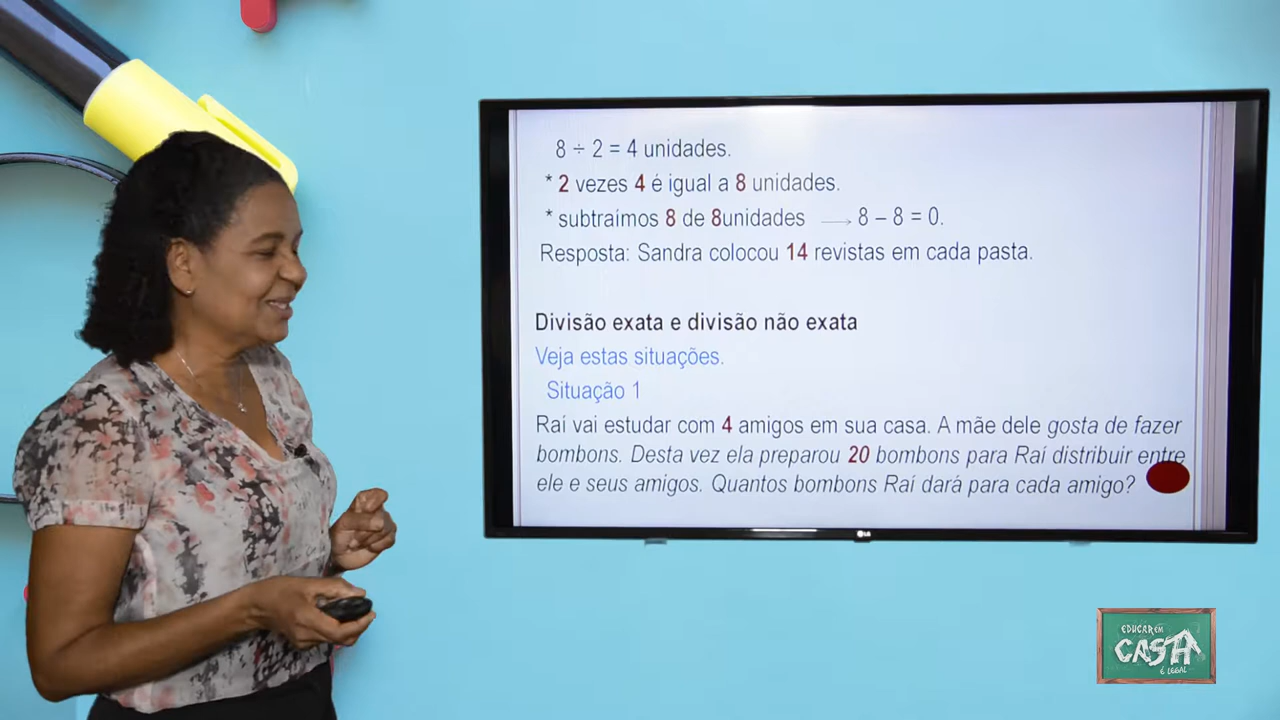 8 ÷ 2 = 4 unidades.
* 2 vezes 4 é igual a 8 unidades.
* subtraímos 8 de 8unidades ⟶ 8 – 8 = 0.
Resposta: Sandra colocou 14 revistas em cada pasta.
Divisão exata e divisão não exata
Veja estas situações.
Situação 1
Raí vai estudar com 4 amigos em sua casa. A mãe dele gosta de fazer
bombons. Desta vez ela preparou 20 bombons para Raí distribuir entre
ele e seus amigos. Quantos bombons Raí dará para cada amigo?
LG
EDUCAR EM
CASA
É LEGAL